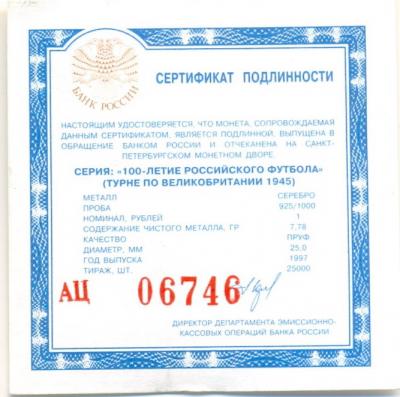 БАНК РОССИИ
СЕРТИФИКАТ ПОДЛИННОСТИ
НАСТОЯЩИМ УДОСТОВЕРЯЕТСЯ, ЧТО МОНЕТА, СОПРОВОЖДАЕМАЯ
ДАННЫМ СЕРТИФИКАТОМ, ЯВЛЯЕТСЯ ПОДЛИННОЙ, ВЫПУЩЕНА В
ОБРАЩЕНИЕ БАНКОМ РОССИИ И ОТЧЕКАНЕНА НА САНКТ-
ПЕТЕРБУРГСКОМ МОНЕТНОМ ДВОРЕ.
СЕРИЯ: «100-ЛЕТИЕ РОССИЙСКОГО ФУТБОЛА»
(ТУРНЕ ПО ВЕЛИКОБРИТАНИИ 1945)
МЕТАЛЛ СЕРЕБРО
ПРОБА 925/1000
НОМИНАЛ, РУБЛЕЙ 1
СОДЕРЖАНИЕ ЧИСТОГО МЕТАЛЛА, ГР 7,78
КАЧЕСТВО ПРУФ
ДИАМЕТР, ММ 25,0
ГОД ВЫПУСКА 1997
ТИРАЖ, ШТ. 25000
АЦ 06746
ДИРЕКТОР ДЕПАРТАМЕНТА ЭМИССИОННО-
КАССОВЫХ ОПЕРАЦИЙ БАНКА РОССИИ